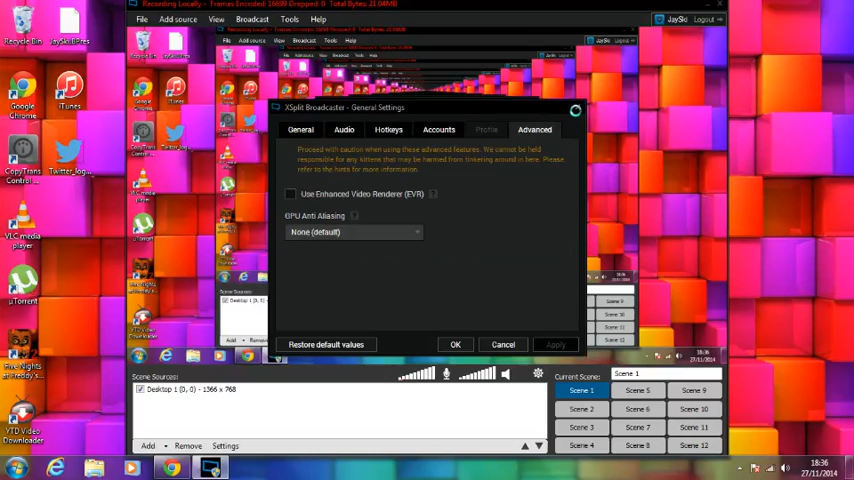 Recording Locally - Frames Encoded: 16699 Dropped: 0 Total Bytes: 21.04MB
File Add source View Broadcast Tools Help
JaySki Logout
Recycle Bin
JaySki.BPres
Google Chrome
iTunes
CopyTrans Control ...
Twitter_log...
VLC media player
µTorrent
Five Nights at Freddy's ...
YTD Video Downloader
XSplit Broadcaster - General Settings
General Audio Hotkeys Accounts Profile Advanced
Proceed with caution when using these advanced features. We cannot be held
responsible for any kittens that may be harmed from tinkering around in here. Please
refer to the hints for more information.
Use Enhanced Video Renderer (EVR) ?
GPU Anti Aliasing ?
None (default)
Restore default values OK Cancel Apply
Scene Sources:
Desktop 1 (0, 0) - 1366 x 768
Add Remove Settings
Current Scene: Scene 1
Scene 1 Scene 5 Scene 9
Scene 2 Scene 6 Scene 10
Scene 3 Scene 7 Scene 11
Scene 4 Scene 8 Scene 12
18:36
27/11/2014